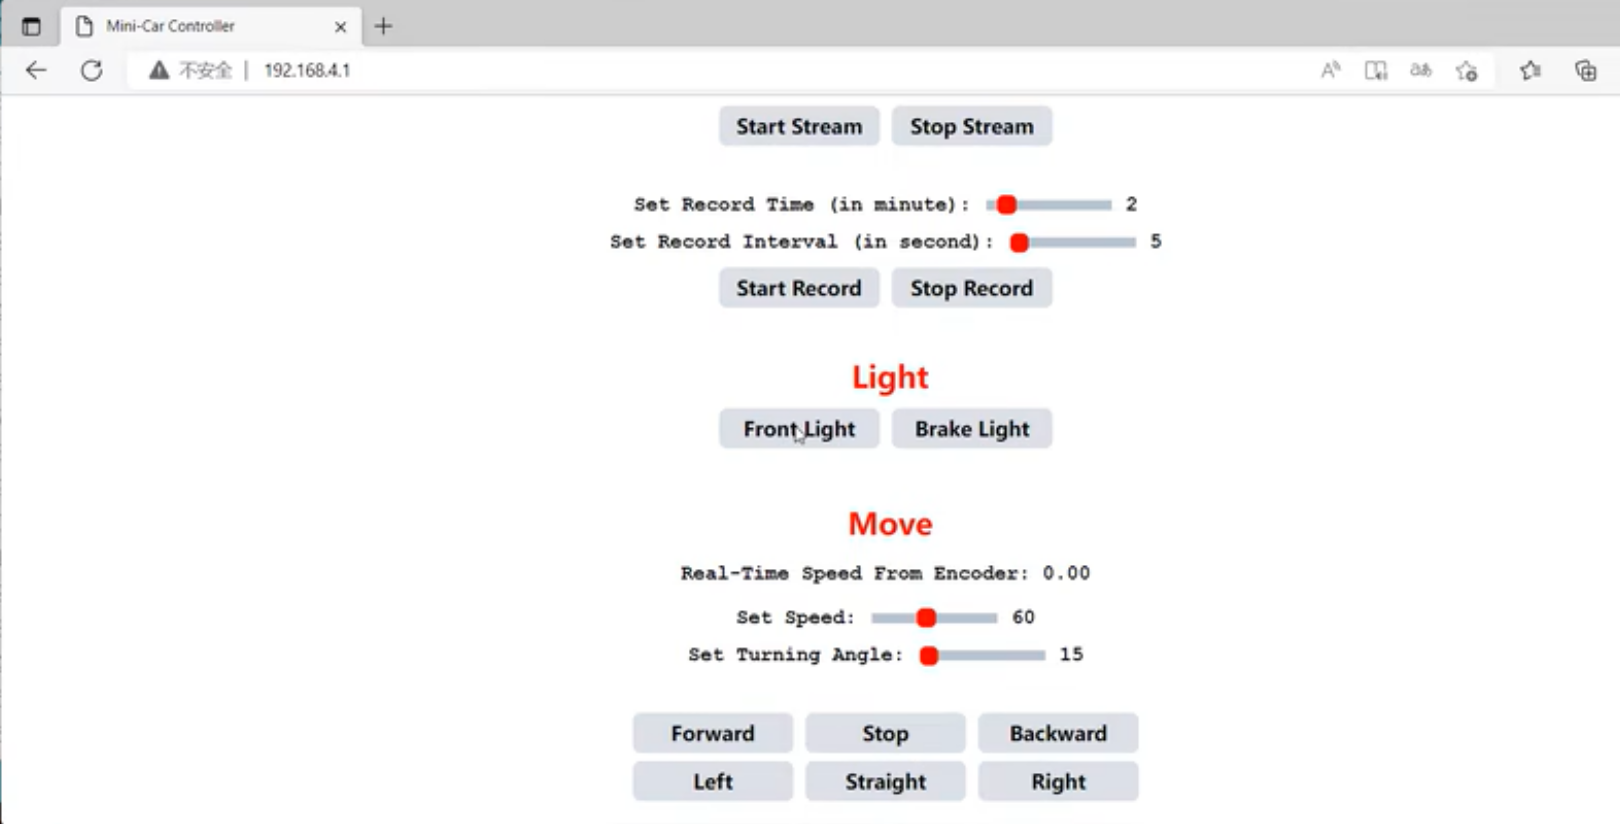 Mini-Car Controller
不安全 192.168.4.1
Start Stream Stop Stream
Set Record Time (in minute): 2
Set Record Interval (in second): 5
Start Record Stop Record
Light
Front Light Brake Light
Move
Real-Time Speed From Encoder: 0.00
Set Speed: 60
Set Turning Angle: 15
Forward Stop Backward
Left Straight Right